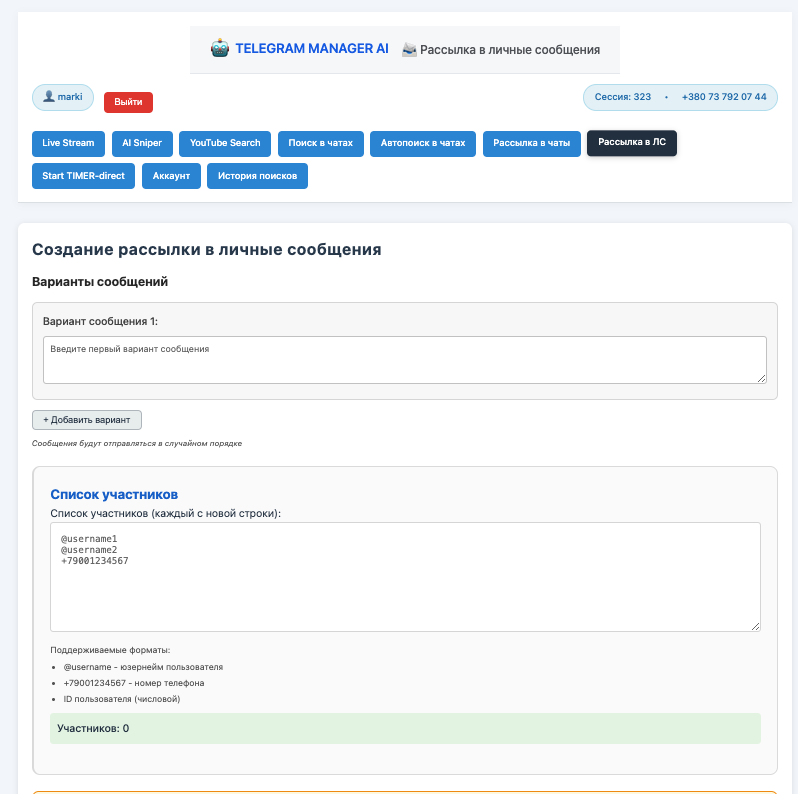 TELEGRAM MANAGER AI Рассылка в личные сообщения
marki
Выйти
Сессия: 323 • +380 73 792 07 44
Live Stream
AI Sniper
YouTube Search
Поиск в чатах
Автопоиск в чатах
Рассылка в чаты
Рассылка в ЛС
Start TIMER-direct
Аккаунт
История поисков
Создание рассылки в личные сообщения
Варианты сообщений
Вариант сообщения 1:
Введите первый вариант сообщения
+ Добавить вариант
Сообщения будут отправляться в случайном порядке
Список участников
Список участников (каждый с новой строки):
@username1
@username2
+79001234567
Поддерживаемые форматы:
• @username - юзернейм пользователя
• +79001234567 - номер телефона
• ID пользователя (числовой)
Участников: 0